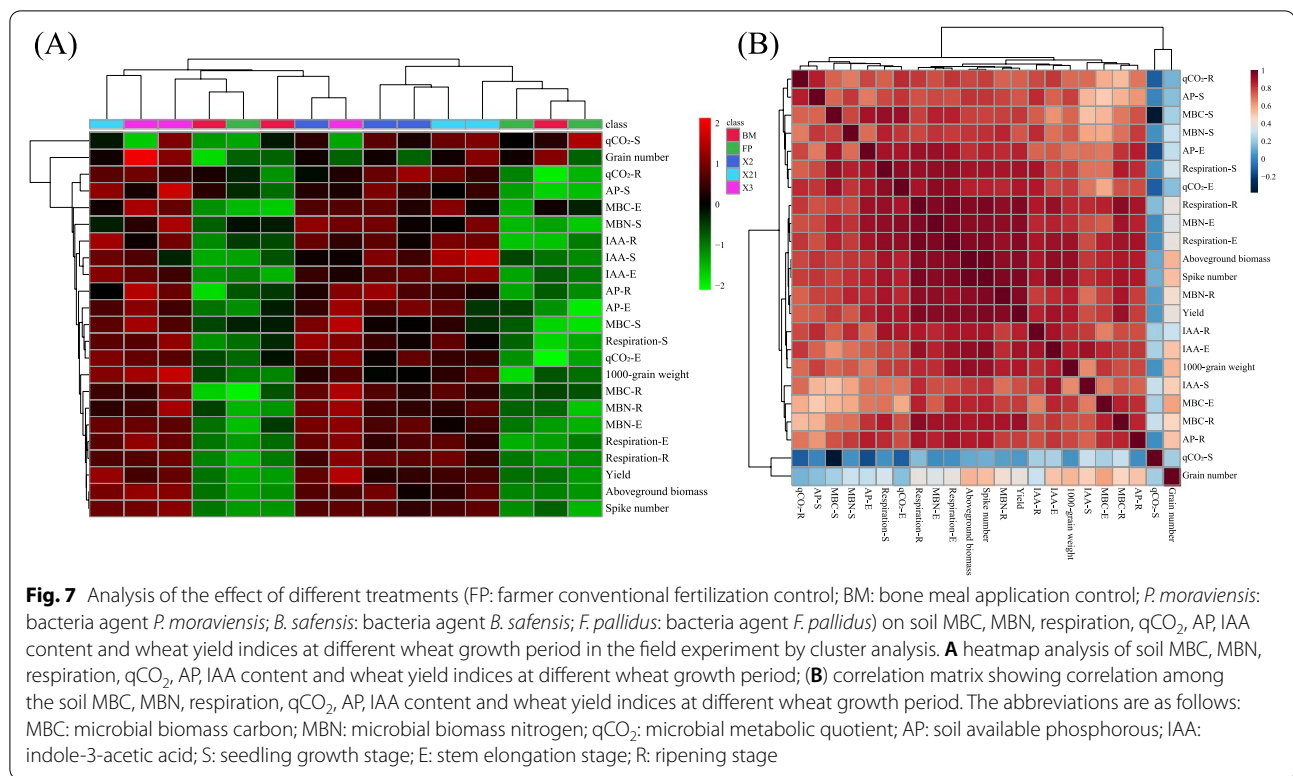 (A)
class
qCO₂-S
Grain number
qCO₂-R
AP-S
MBC-E
MBN-S
IAA-R
IAA-S
IAA-E
AP-R
AP-E
MBC-S
Respiration-S
qCO₂-E
1000-grain weight
MBC-R
MBN-R
MBN-E
Respiration-E
Respiration-R
Yield
Aboveground biomass
Spike number
class
BM
FP
X2
X21
X3
2
1
0
−1
−2
(B)
qCO₂-R
AP-S
MBC-S
MBN-S
AP-E
Respiration-S
qCO₂-E
Respiration-R
MBN-E
Respiration-E
Aboveground biomass
Spike number
MBN-R
Yield
IAA-R
IAA-E
1000-grain weight
IAA-S
MBC-E
MBC-R
AP-R
qCO₂-S
Grain number
1
0.8
0.6
0.4
0.2
0
−0.2
qCO₂-R
AP-S
MBC-S
MBN-S
AP-E
Respiration-S
qCO₂-E
Respiration-R
MBN-E
Respiration-E
Aboveground biomass
Spike number
MBN-R
Yield
IAA-R
IAA-E
1000-grain weight
IAA-S
MBC-E
MBC-R
AP-R
qCO₂-S
Grain number
Fig. 7 Analysis of the effect of different treatments (FP: farmer conventional fertilization control; BM: bone meal application control; P. moraviensis:
bacteria agent P. moraviensis; B. safensis: bacteria agent B. safensis; F. pallidus: bacteria agent F. pallidus) on soil MBC, MBN, respiration, qCO₂, AP, IAA
content and wheat yield indices at different wheat growth period in the field experiment by cluster analysis. A heatmap analysis of soil MBC, MBN,
respiration, qCO₂, AP, IAA content and wheat yield indices at different wheat growth period; (B) correlation matrix showing correlation among
the soil MBC, MBN, respiration, qCO₂, AP, IAA content and wheat yield indices at different wheat growth period. The abbreviations are as follows:
MBC: microbial biomass carbon; MBN: microbial biomass nitrogen; qCO₂: microbial metabolic quotient; AP: soil available phosphorous; IAA:
indole-3-acetic acid; S: seedling growth stage; E: stem elongation stage; R: ripening stage